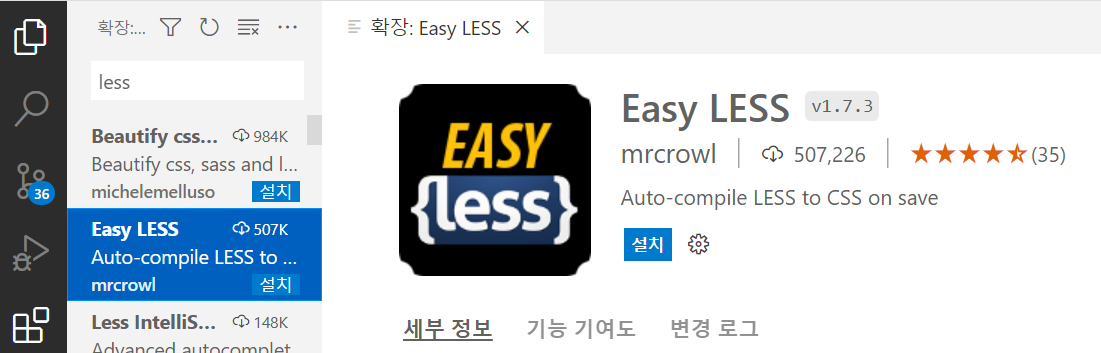 확장:...
less
Beautify css... 984K
Beautify css, sass and l...
michelemelluso 설치
36
Easy LESS 507K
Auto-compile LESS to ...
mrcrowl 설치
Less IntelliS... 148K
Advanced autocomplet
확장: Easy LESS
EASY
{less}
Easy LESS v1.7.3
mrcrowl 507,226 (35)
Auto-compile LESS to CSS on save
설치
세부 정보 기능 기여도 변경 로그